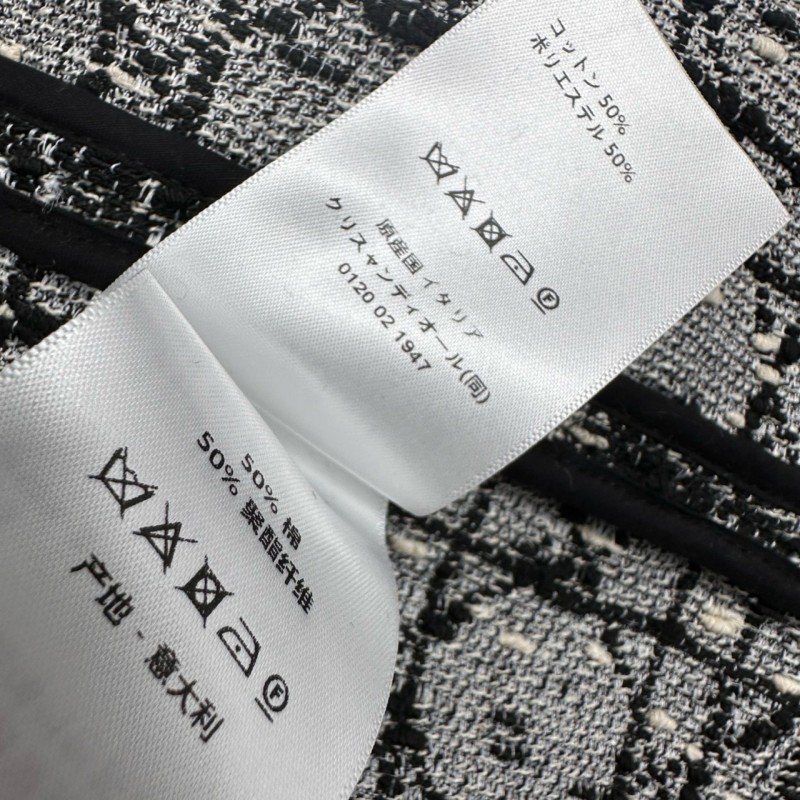 コットン 50%
ポリエステル 50%
原産国 イタリア
クリスャンディオール(同)
0120 02 1947
50% 棉
50% 聚酯纤维
F
产地 - 意大利
F